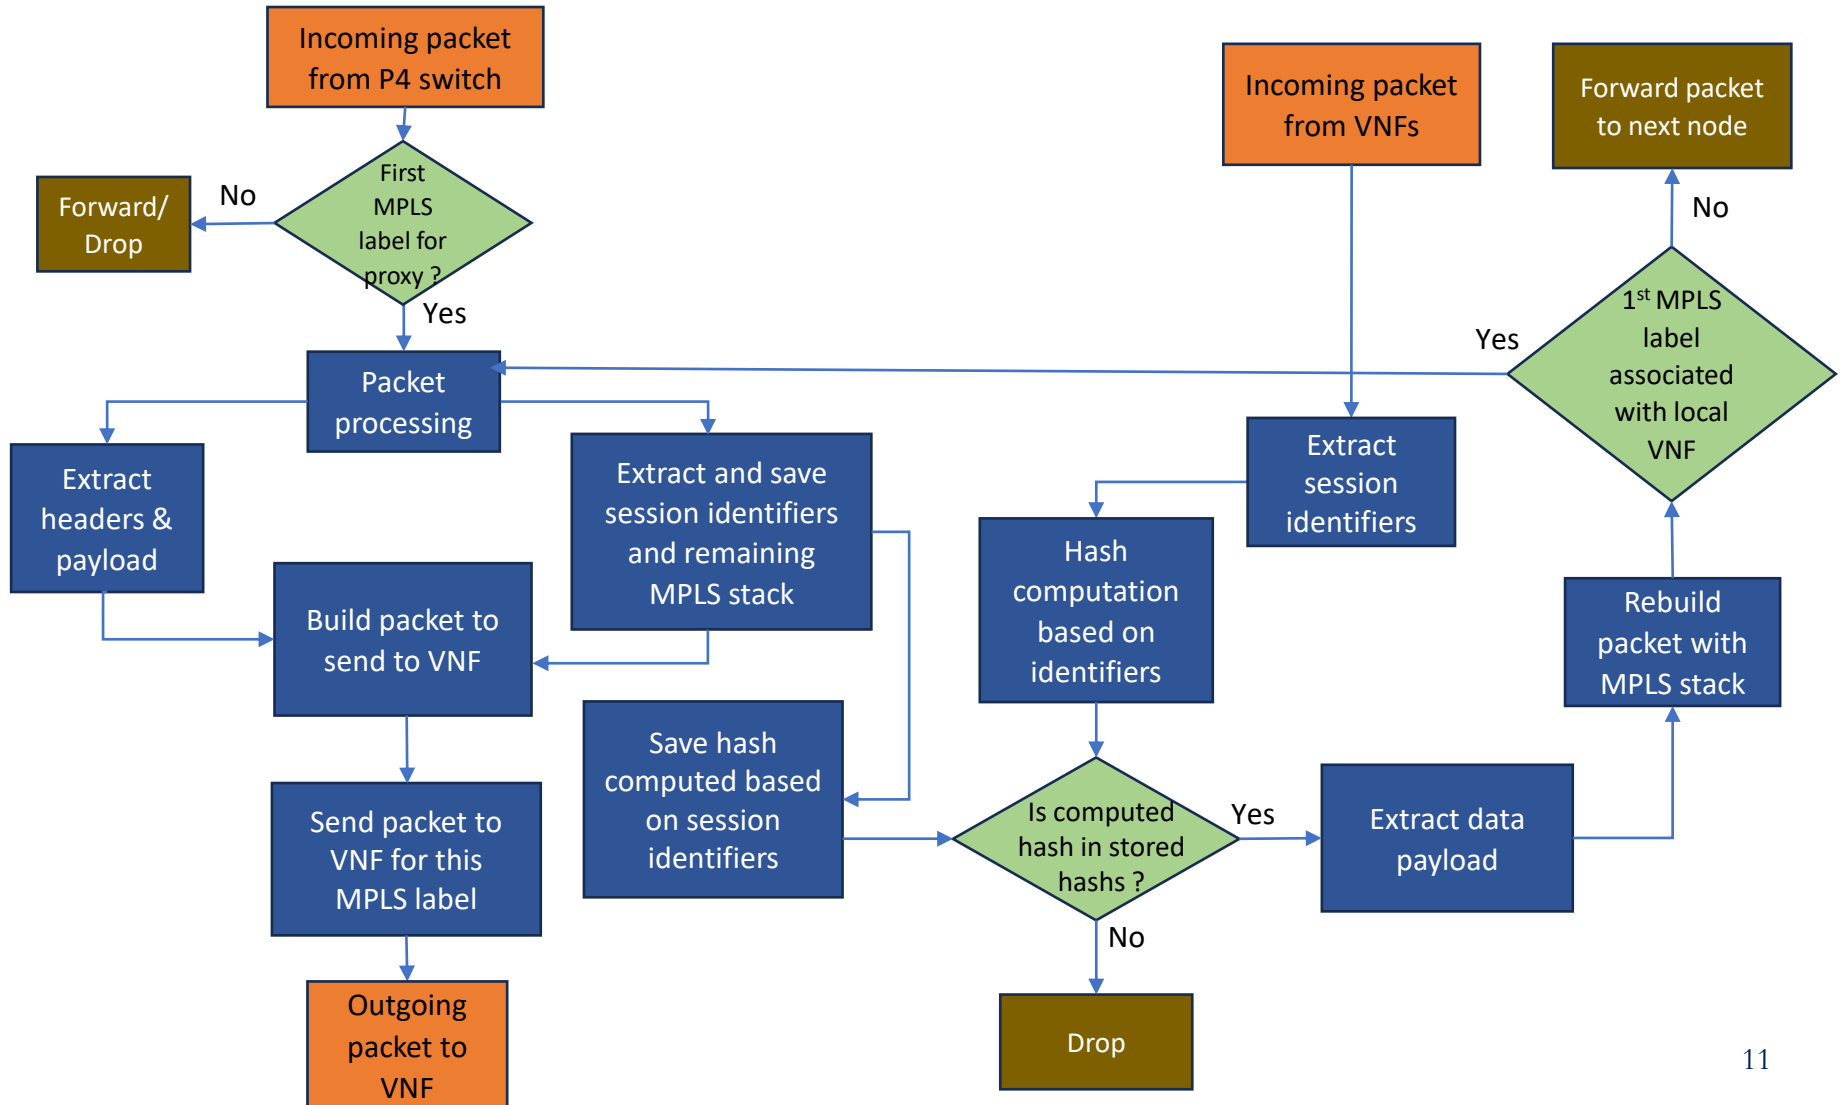 Incoming packet
from P4 switch
First
MPLS
label for
proxy ?
No
Forward/
Drop
Yes
Packet
processing
Extract
headers &
payload
Extract and save
session identifiers
and remaining
MPLS stack
Build packet to
send to VNF
Save hash
computed based
on session
identifiers
Send packet to
VNF for this
MPLS label
Outgoing
packet to
VNF
Incoming packet
from VNFs
Extract
session
identifiers
Hash
computation
based on
identifiers
Is computed
hash in stored
hashs ?
No
Drop
Yes
Extract data
payload
Rebuild
packet with
MPLS stack
1st MPLS
label
associated
with local
VNF
Yes
No
Forward packet
to next node
11